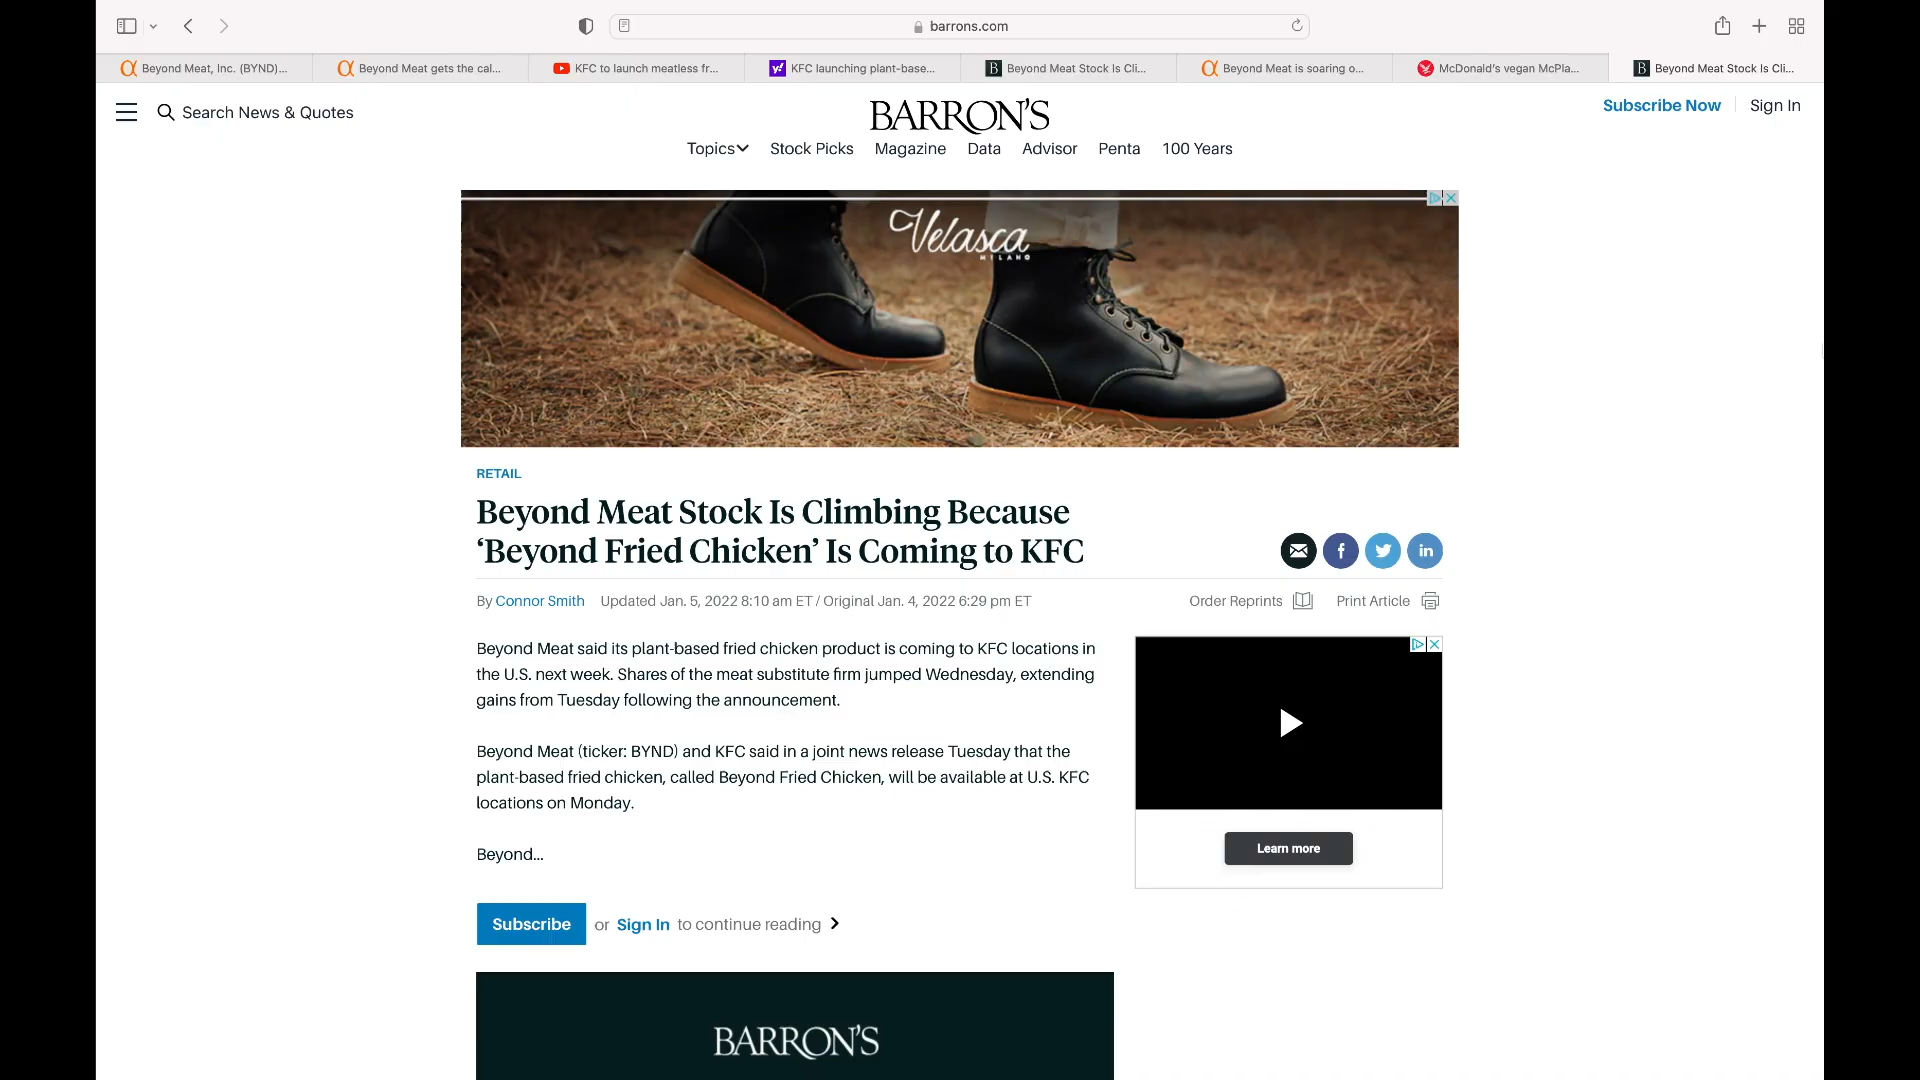 barrons.com
Beyond Meat, Inc. (BYND)...
Beyond Meat gets the cal...
KFC to launch meatless fr...
KFC launching plant-base...
Beyond Meat Stock Is Cli...
Beyond Meat is soaring o...
McDonald's vegan McPla...
Beyond Meat Stock Is Cli...
Search News & Quotes
BARRON'S
Subscribe Now
Sign In
Topics
Stock Picks
Magazine
Data
Advisor
Penta
100 Years
Velasca
MILANO
RETAIL
Beyond Meat Stock Is Climbing Because
‘Beyond Fried Chicken’ Is Coming to KFC
By Connor Smith Updated Jan. 5, 2022 8:10 am ET / Original Jan. 4, 2022 6:29 pm ET
Order Reprints
Print Article
Beyond Meat said its plant-based fried chicken product is coming to KFC locations in
the U.S. next week. Shares of the meat substitute firm jumped Wednesday, extending
gains from Tuesday following the announcement.
Beyond Meat (ticker: BYND) and KFC said in a joint news release Tuesday that the
plant-based fried chicken, called Beyond Fried Chicken, will be available at U.S. KFC
locations on Monday.
Beyond...
Learn more
Subscribe or Sign In to continue reading
BARRON'S